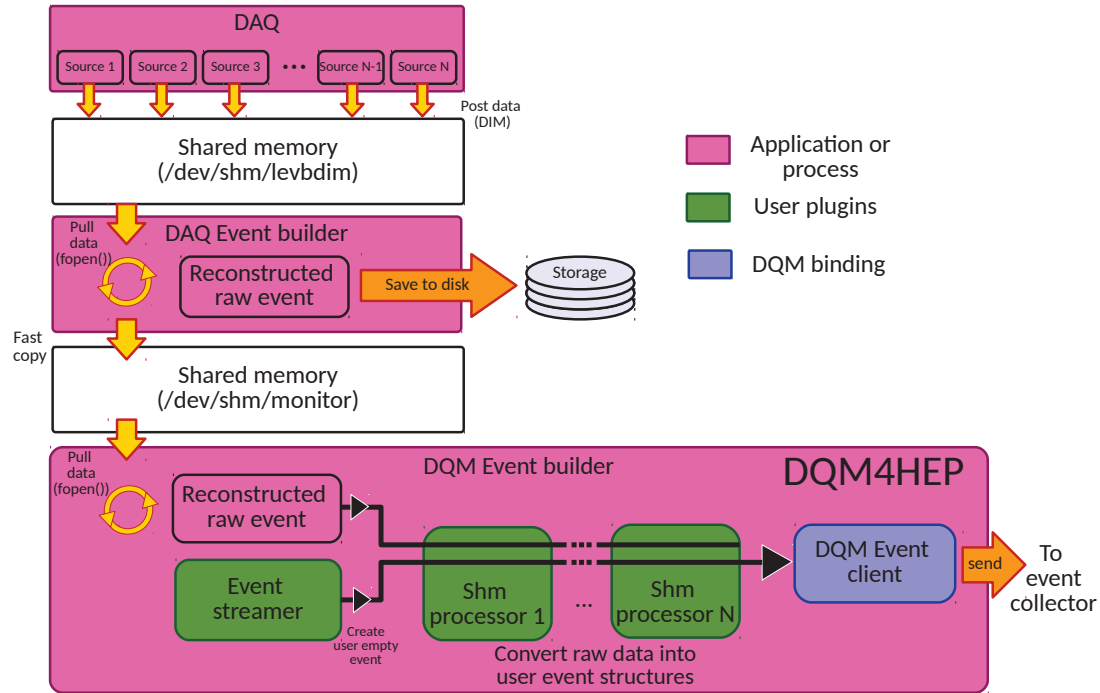 DAQ
Source 1
Source 2
Source 3
...
Source N-1
Source N
Post data
(DIM)
Shared memory
(/dev/shm/levbdim)
Application or
process
User plugins
DQM binding
Pull
data
(fopen())
DAQ Event builder
Reconstructed
raw event
Save to disk
Storage
Fast
copy
Shared memory
(/dev/shm/monitor)
Pull
data
(fopen())
DQM Event builder
DQM4HEP
Reconstructed
raw event
Event
streamer
Create
user empty
event
Shm
processor 1
...
Shm
processor N
Convert raw data into
user event structures
DQM Event
client
send
To
event
collector